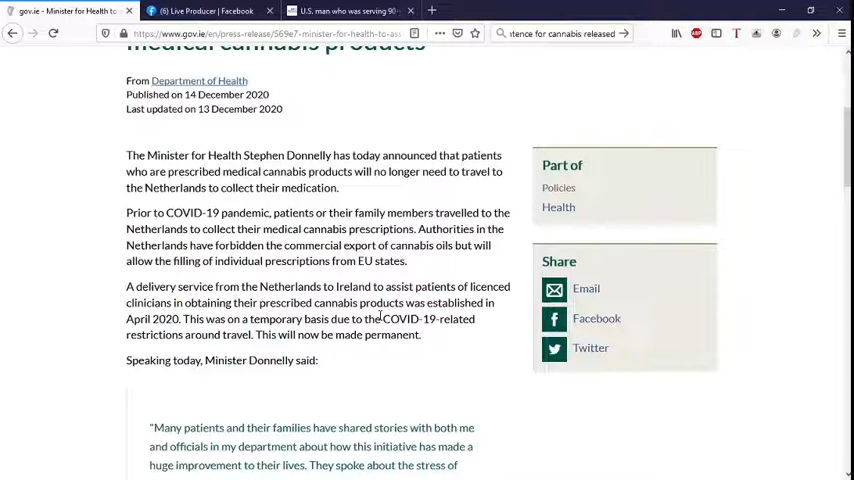 gov.ie - Minister for Health to
(6) Live Producer | Facebook
U.S. man who was serving 90-
https://www.gov.ie/en/press-release/569e7-minister-for-health-to-ass
tence for cannabis released
medical cannabis products
From Department of Health
Published on 14 December 2020
Last updated on 13 December 2020
The Minister for Health Stephen Donnelly has today announced that patients
who are prescribed medical cannabis products will no longer need to travel to
the Netherlands to collect their medication.
Prior to COVID-19 pandemic, patients or their family members travelled to the
Netherlands to collect their medical cannabis prescriptions. Authorities in the
Netherlands have forbidden the commercial export of cannabis oils but will
allow the filling of individual prescriptions from EU states.
A delivery service from the Netherlands to Ireland to assist patients of licenced
clinicians in obtaining their prescribed cannabis products was established in
April 2020. This was on a temporary basis due to the COVID-19-related
restrictions around travel. This will now be made permanent.
Speaking today, Minister Donnelly said:
"Many patients and their families have shared stories with both me
and officials in my department about how this initiative has made a
huge improvement to their lives. They spoke about the stress of
Part of
Policies
Health
Share
Email
Facebook
Twitter